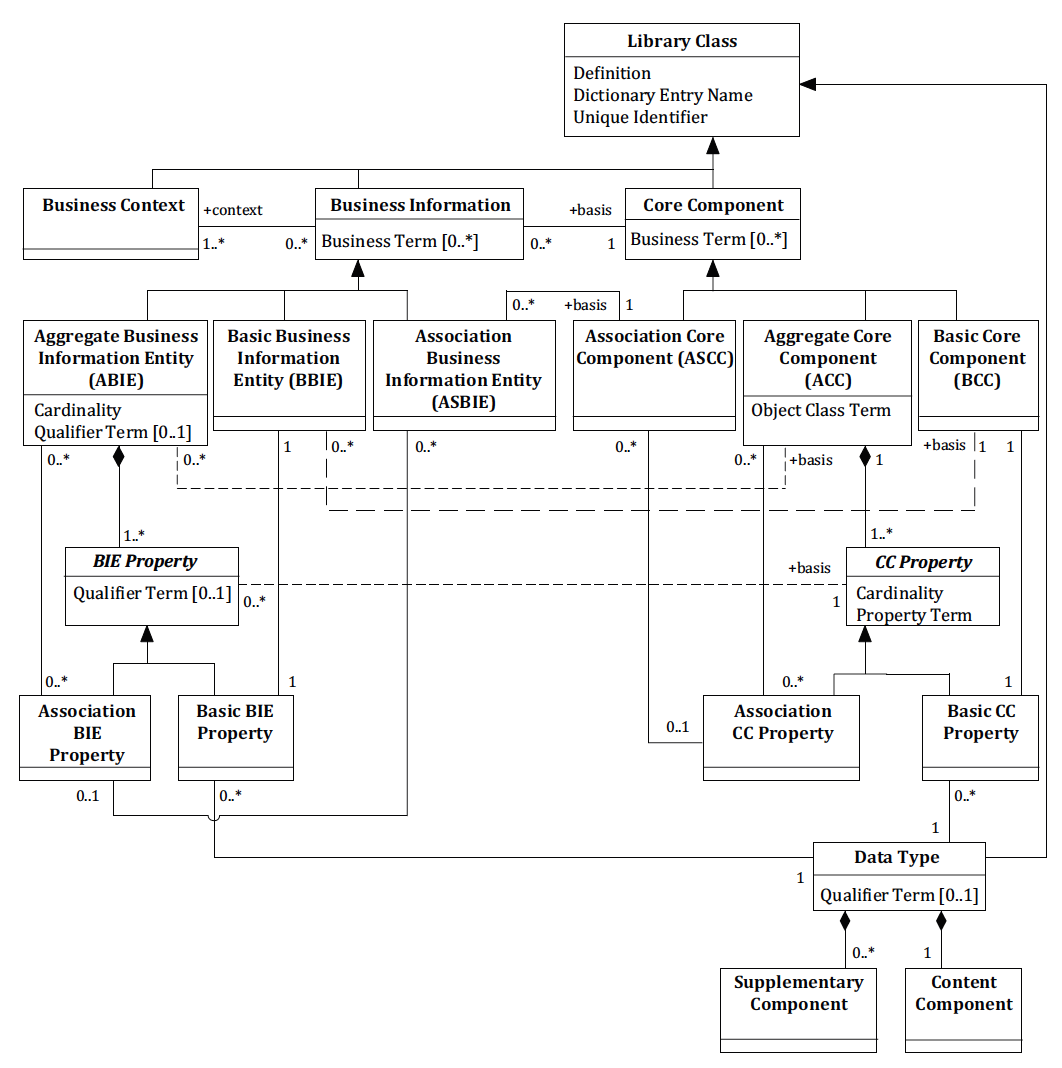 Library Class
Definition
Dictionary Entry Name
Unique Identifier
Business Context
+context
1..*
0..*
Business Information
Business Term [0..*]
+basis
0..*
1
Core Component
Business Term [0..*]
0..*
+basis
1
Aggregate Business
Information Entity
(ABIE)
Cardinality
Qualifier Term [0..1]
Basic Business
Information
Entity (BBIE)
Association
Business
Information Entity
(ASBIE)
Association Core
Component (ASCC)
Aggregate Core
Component
(ACC)
Object Class Term
Basic Core
Component
(BCC)
0..*
0..*
1
0..*
0..*
0..*
0..*
+basis
1
+basis
1
1
1..*
1..*
BIE Property
Qualifier Term [0..1]
0..*
+basis
1
CC Property
Cardinality
Property Term
0..*
1
0..*
1
Association
BIE
Property
Basic BIE
Property
0..1
Association
CC Property
Basic CC
Property
0..1
0..*
0..*
1
1
Data Type
Qualifier Term [0..1]
0..*
1
Supplementary
Component
Content
Component